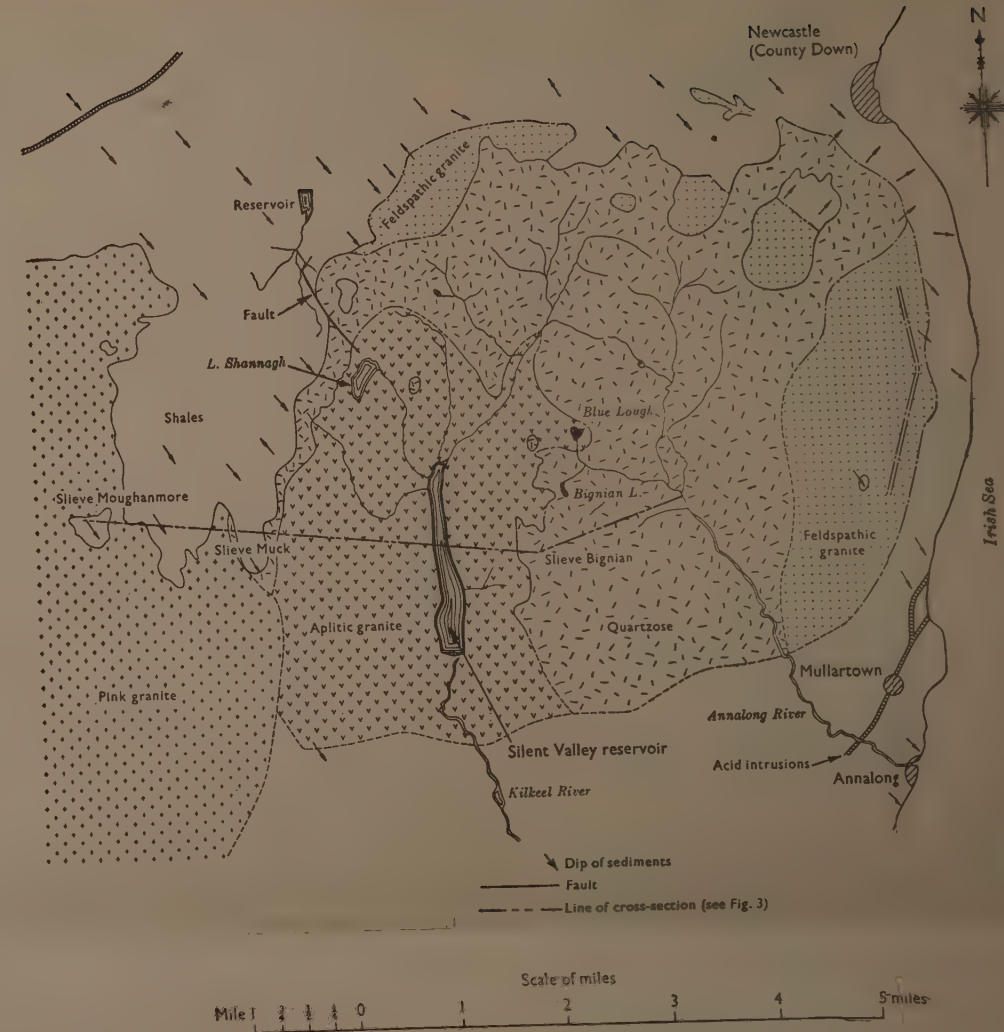 Newcastle
(County Down)
N
Feldspathic granite
Reservoir
Fault
L. Shannagh
Shales
Blue Lough
Slieve Moughanmore
Bignian L.
Irish Sea
Slieve Muck
Slieve Bignian
Feldspathic
granite
Aplitic granite
Quartzose
Pink granite
Mullartown
Annalong River
Silent Valley reservoir
Acid intrusions
Annalong
Kilkeel River
Dip of sediments
Fault
Line of cross-section (see Fig. 3)
Scale of miles
Mile 1 0 1 2 3 4 5 miles